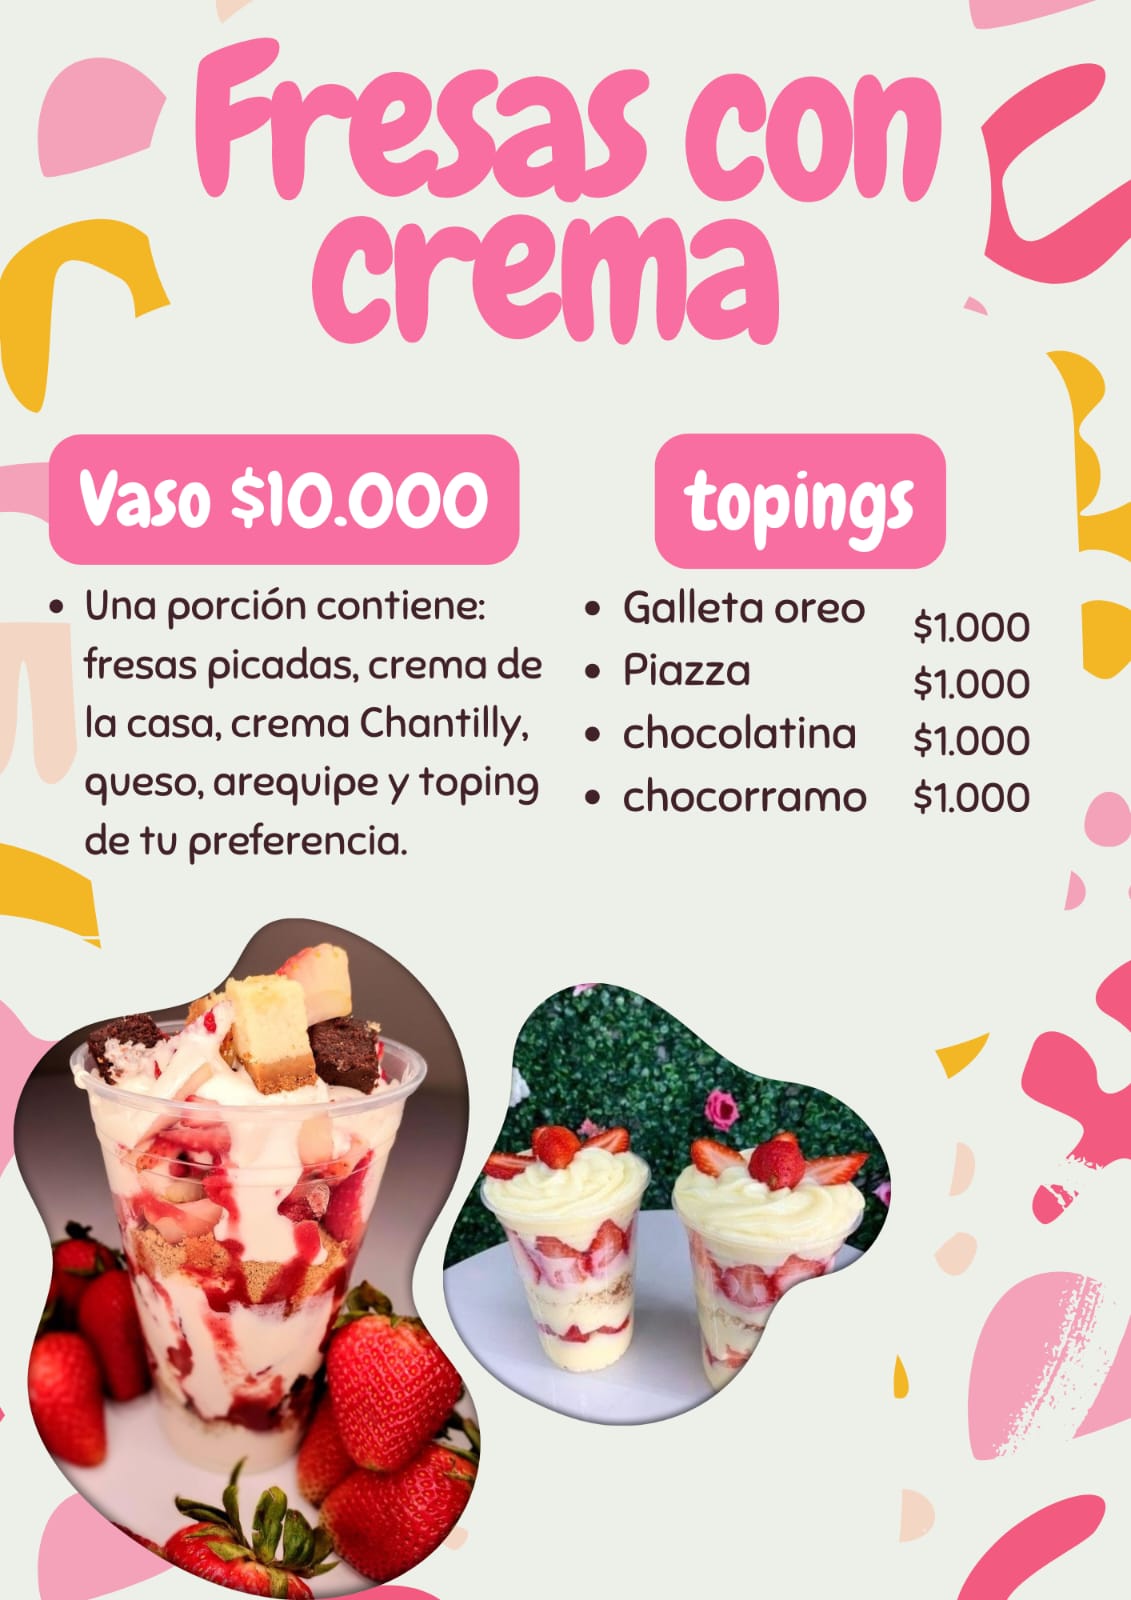 Fresas con
crema
Vaso $10.000
• Una porción contiene:
fresas picadas, crema de
la casa, crema Chantilly,
queso, arequipe y toping
de tu preferencia.
topings
• Galleta oreo $1.000
• Piazza $1.000
• chocolatina $1.000
• chocorramo $1.000